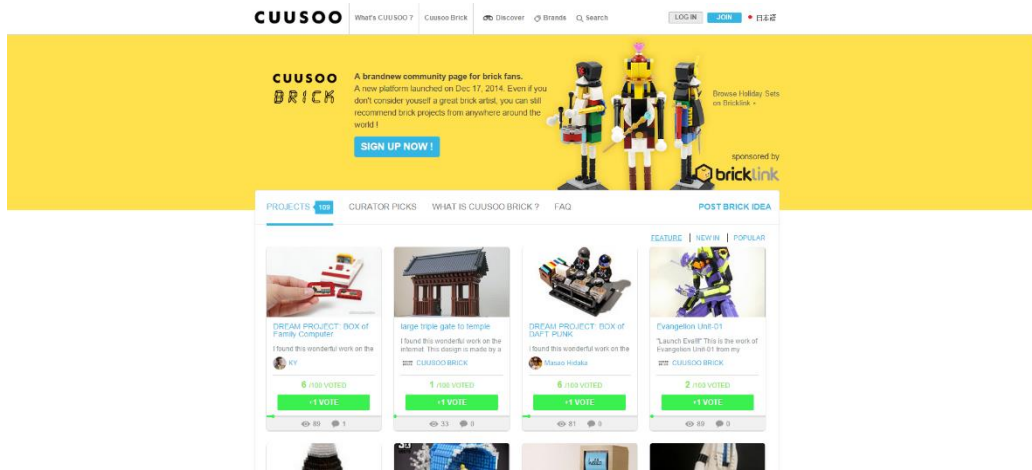 CUUSOO What's CUUSOO ? Cuusoo Brick Discover Brands Search LOG IN JOIN 日本語
CUUSOO
BRICK
A brandnew community page for brick fans.
A new platform launched on Dec 17, 2014. Even if you
don't consider youself a great brick artist, you can still
recommend brick projects from anywhere around the
world !
SIGN UP NOW !
Browse Holiday Sets
on Bricklink
sponsored by
bricklink
PROJECTS 109 CURATOR PICKS WHAT IS CUUSOO BRICK ? FAQ POST BRICK IDEA
FEATURE | NEW IN | POPULAR
DREAM PROJECT: BOX of
Family Computer
I found this wonderful work on the
KY
6 /100 VOTED
+1 VOTE
89 1
large triple gate to temple
I found this wonderful work on the
internet. This design is made by a
CUUSOO BRICK
1 /100 VOTED
+1 VOTE
33 0
DREAM PROJECT: BOX of
DAFT PUNK
I found this wonderful work on the
Masao Hidaka
6 /100 VOTED
+1 VOTE
81 0
Evangelion Unit-01
"Launch Eva!!!" This is the work of
Evangelion Unit-01 from my
CUUSOO BRICK
2 /100 VOTED
+1 VOTE
89 0
hello